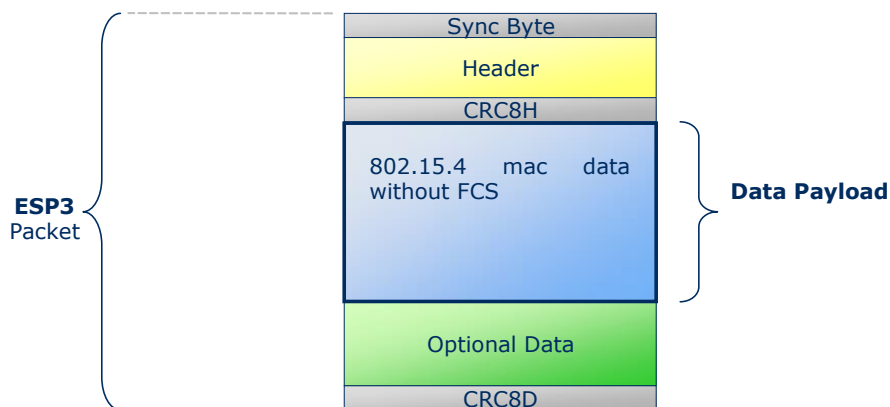 Sync Byte
Header
CRC8H
802.15.4 mac data
without FCS
ESP3
Packet
Data Payload
Optional Data
CRC8D